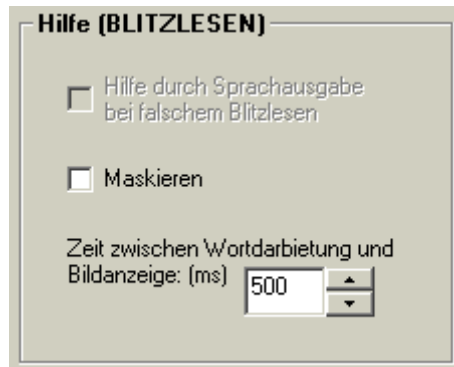 Hilfe (BLITZLESEN)
Hilfe durch Sprachausgabe
bei falschem Blitzlesen
Maskieren
Zeit zwischen Wortdarbietung und
Bildanzeige: (ms) 500